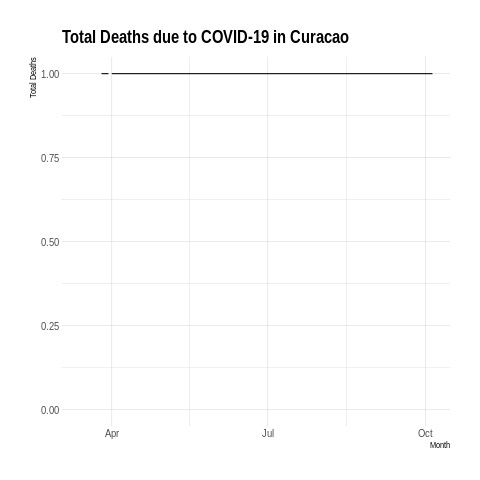 Total Deaths due to COVID-19 in Curacao
Total Deaths
1.00
0.75
0.50
0.25
0.00
Apr Jul Oct
Month